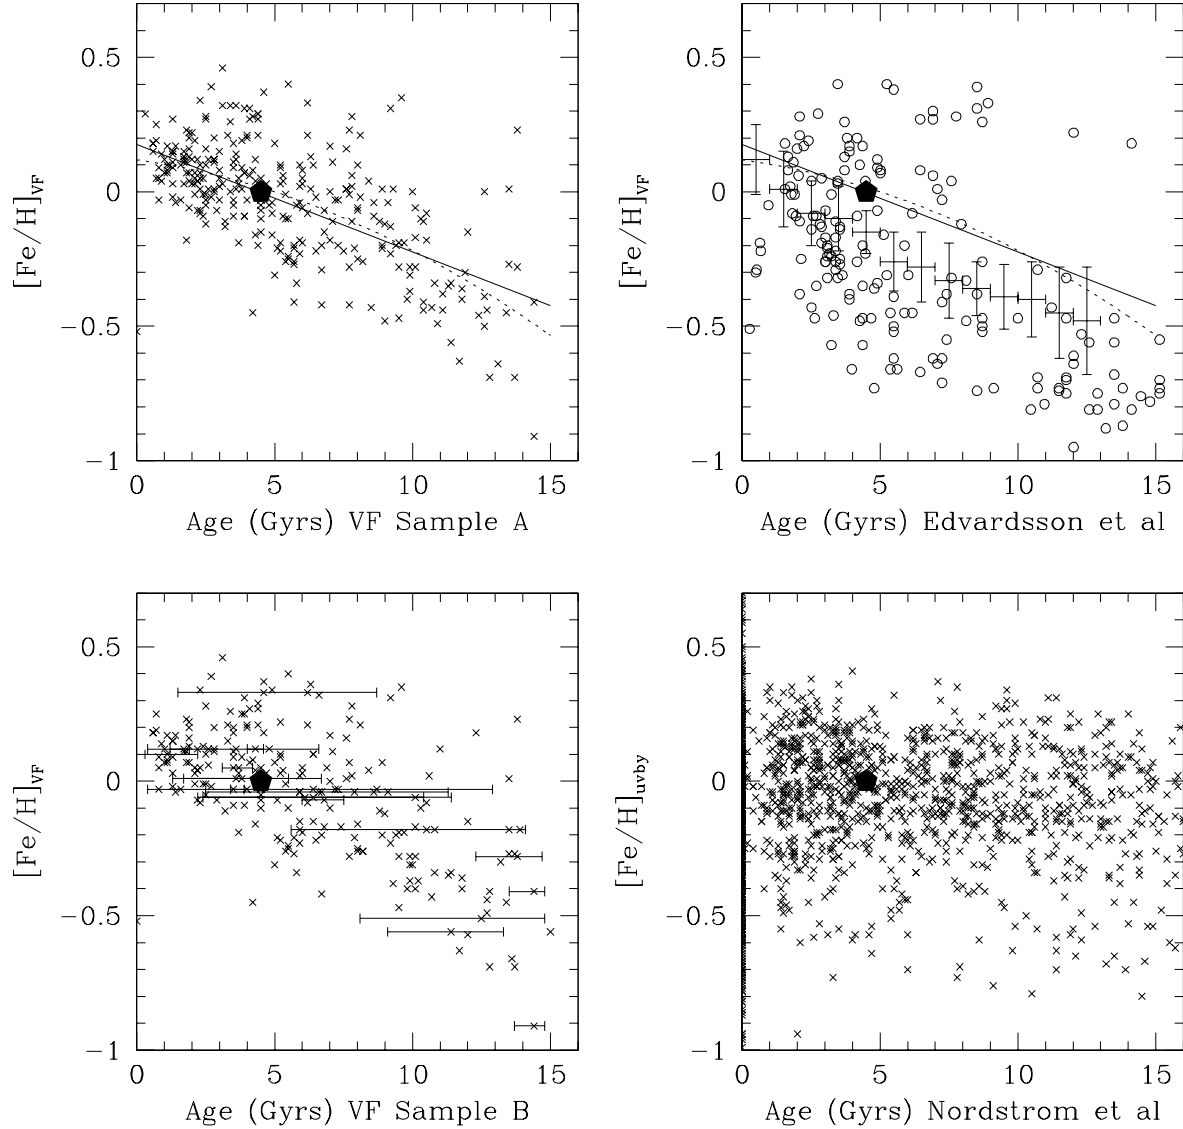 0.5
0
−0.5
−1
[Fe/H]VF
0 5 10 15
Age (Gyrs) VF Sample A
0.5
0
−0.5
−1
[Fe/H]VF
0 5 10 15
Age (Gyrs) Edvardsson et al
0.5
0
−0.5
−1
[Fe/H]VF
0 5 10 15
Age (Gyrs) VF Sample B
0.5
0
−0.5
−1
[Fe/H]uvby
0 5 10 15
Age (Gyrs) Nordstrom et al